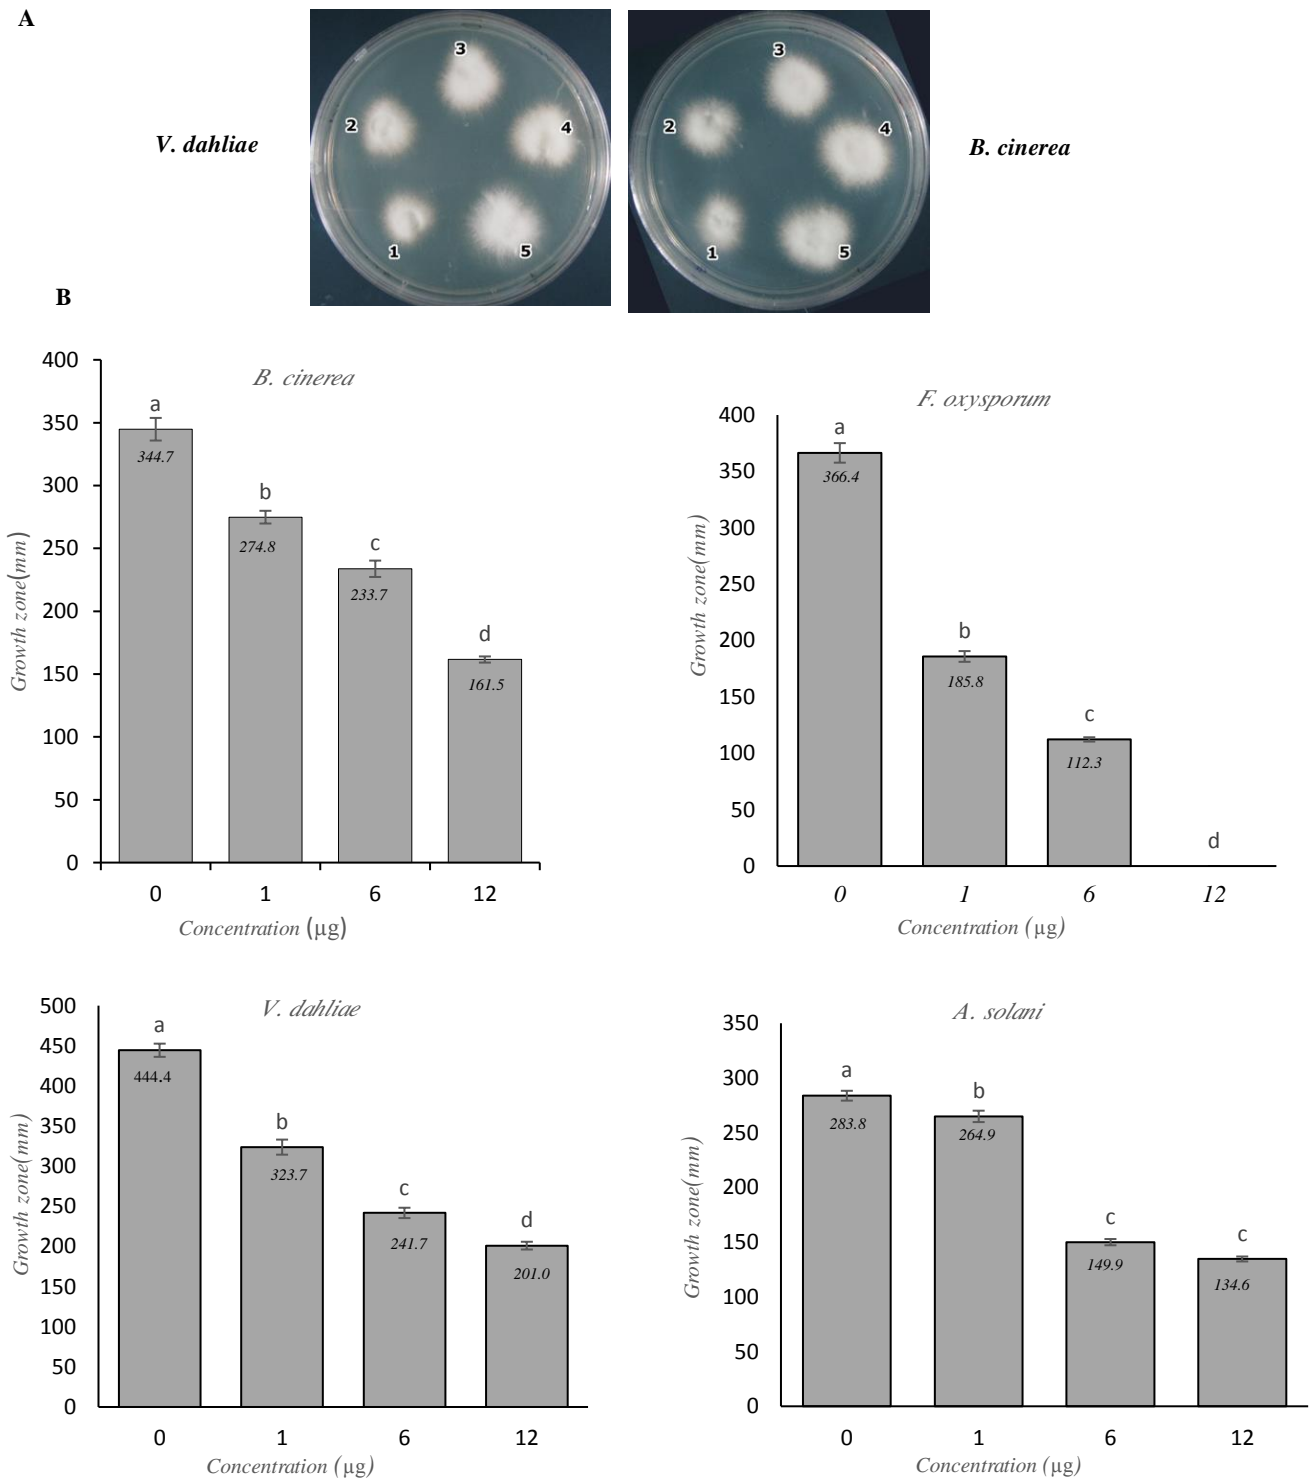 A
V. dahliae
3
2
4
1
5
3
2
4
1
5
B. cinerea
B
B. cinerea
Growth zone(mm)
400
350
300
250
200
150
100
50
0
a
344.7
b
274.8
c
233.7
d
161.5
0 1 6 12
Concentration (µg)
F. oxysporum
Growth zone(mm)
400
350
300
250
200
150
100
50
0
a
366.4
b
185.8
c
112.3
d
0 1 6 12
Concentration (µg)
V. dahliae
Growth zone(mm)
500
450
400
350
300
250
200
150
100
50
0
a
444.4
b
323.7
c
241.7
d
201.0
0 1 6 12
Concentration (µg)
A. solani
Growth zone(mm)
350
300
250
200
150
100
50
0
a
283.8
b
264.9
c
149.9
c
134.6
0 1 6 12
Concentration (µg)